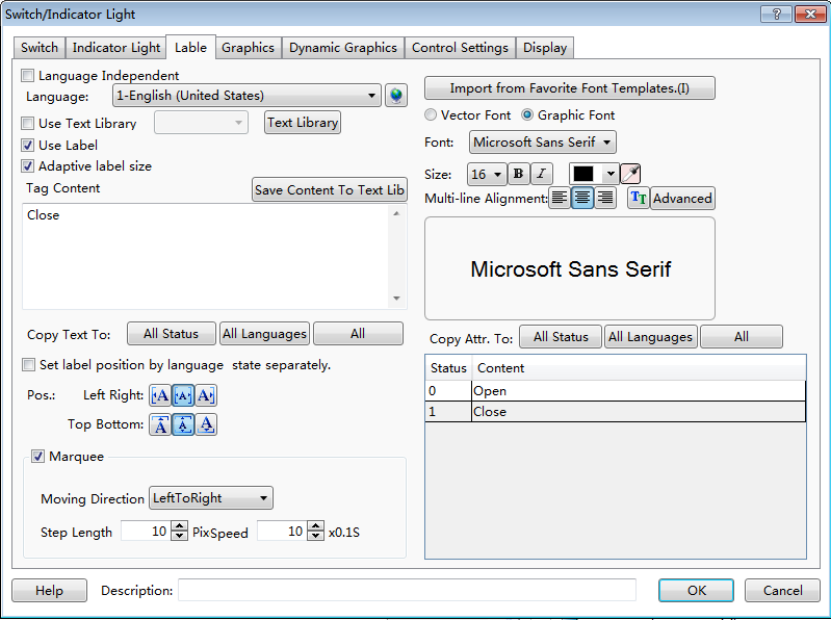 Switch/Indicator Light
Switch Indicator Light Lable Graphics Dynamic Graphics Control Settings Display
Language Independent
Language: 1-English (United States)
Use Text Library Text Library
Use Label
Adaptive label size
Tag Content Save Content To Text Lib
Close
Copy Text To: All Status All Languages All
Set label position by language state separately.
Pos.: Left Right: A A A
Top Bottom: A A A
Marquee
Moving Direction LeftToRight
Step Length 10 PixSpeed 10 x0.1S
Import from Favorite Font Templates.(I)
Vector Font Graphic Font
Font: Microsoft Sans Serif
Size: 16 B I
Multi-line Alignment: TT Advanced
Microsoft Sans Serif
Copy Attr. To: All Status All Languages All
Status Content
0 Open
1 Close
Help Description: OK Cancel